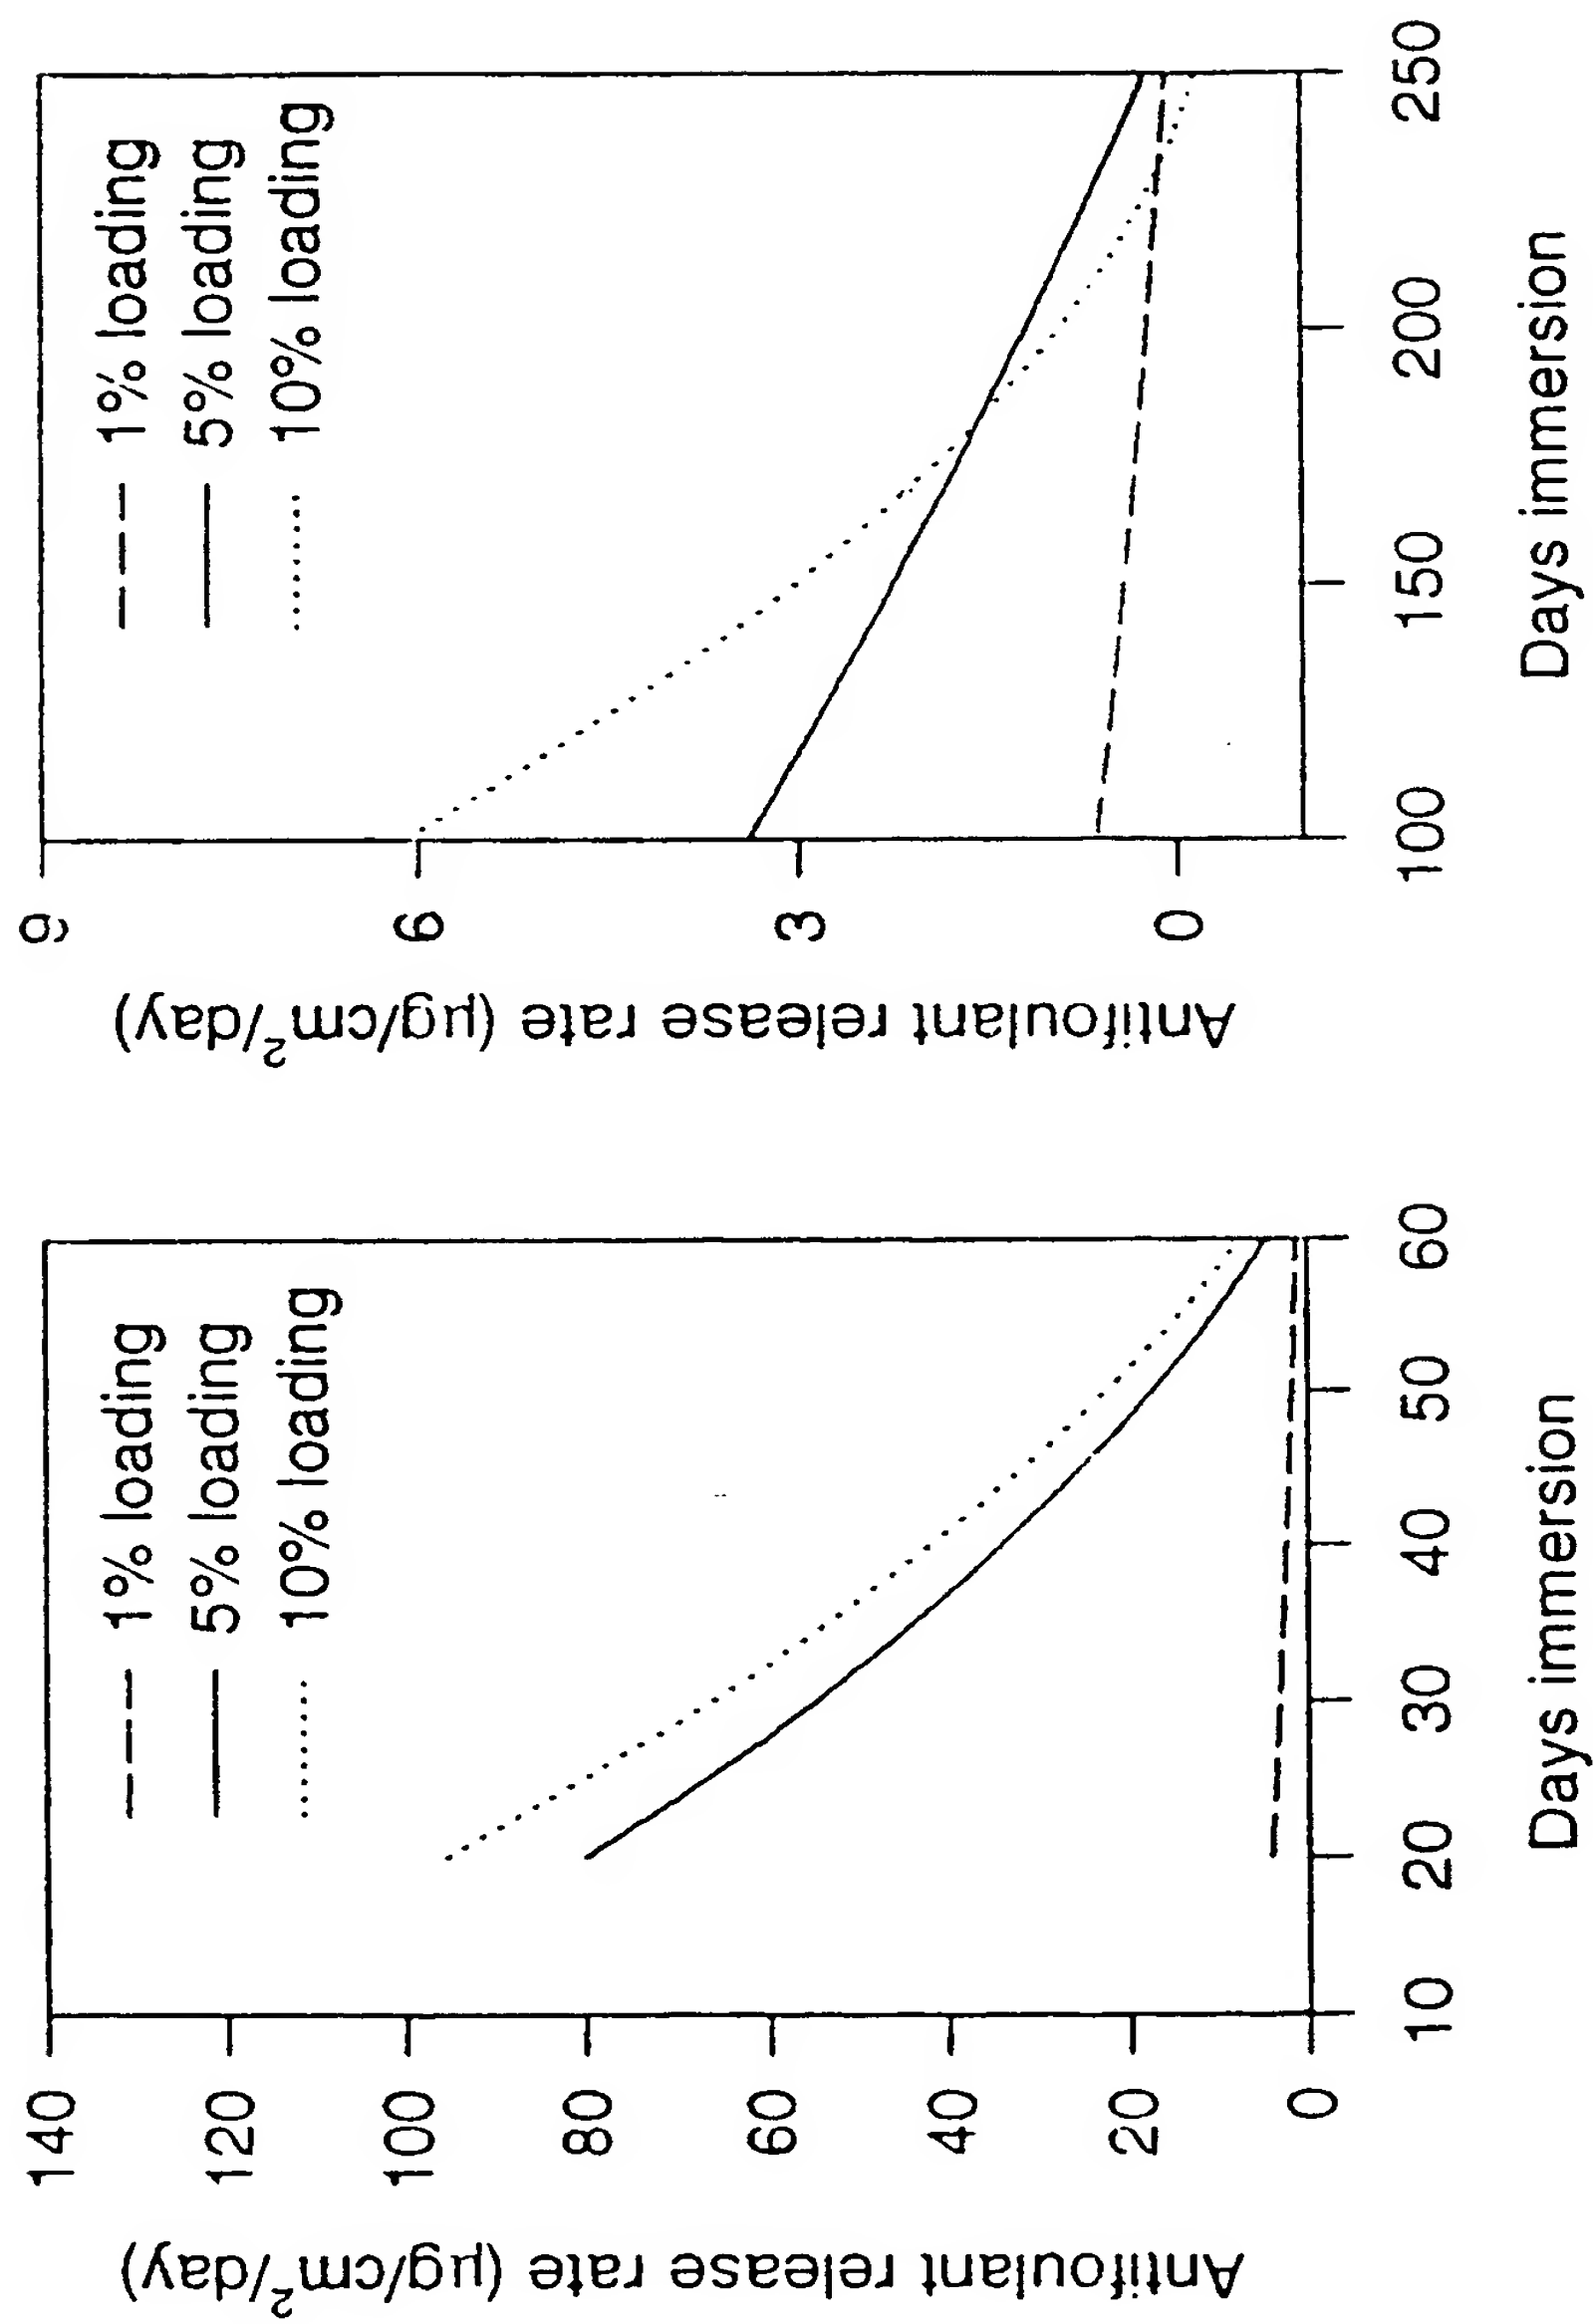 140
120
100
80
60
40
20
0
Antifoulant release rate (µg/cm²/day)
1% loading
5% loading
10% loading
10 20 30 40 50 60
Days immersion
9
6
3
0
Antifoulant release rate (µg/cm²/day)
1% loading
5% loading
10% loading
100 150 200 250
Days immersion